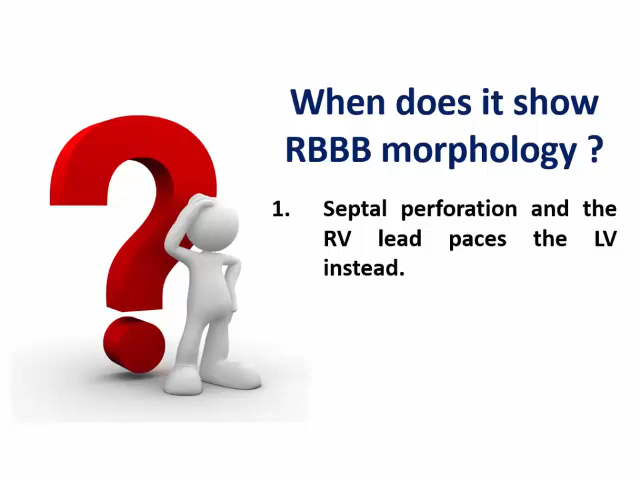 When does it show
RBBB morphology ?
1. Septal perforation and the
RV lead paces the LV
instead.